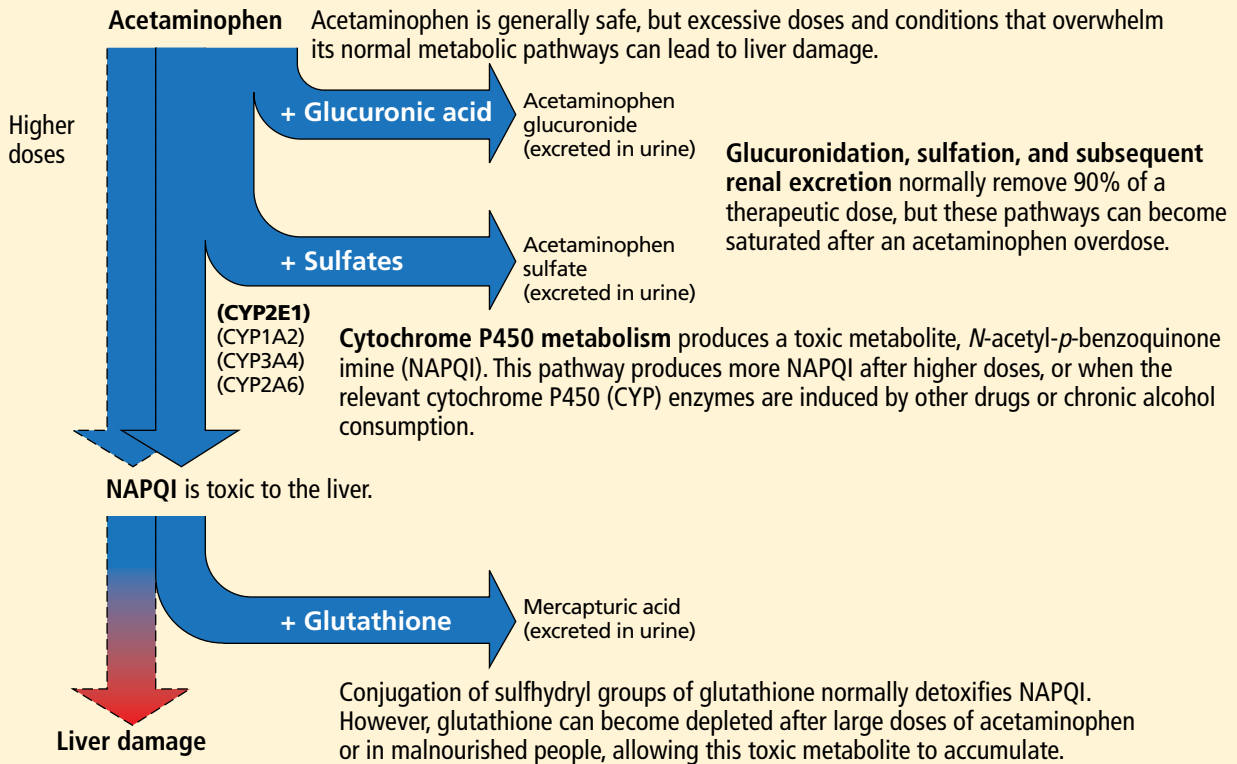 Acetaminophen
Acetaminophen is generally safe, but excessive doses and conditions that overwhelm
its normal metabolic pathways can lead to liver damage.
Higher
doses
+ Glucuronic acid
Acetaminophen
glucuronide
(excreted in urine)
Glucuronidation, sulfation, and subsequent
renal excretion normally remove 90% of a
therapeutic dose, but these pathways can become
saturated after an acetaminophen overdose.
+ Sulfates
Acetaminophen
sulfate
(excreted in urine)
(CYP2E1)
(CYP1A2)
(CYP3A4)
(CYP2A6)
Cytochrome P450 metabolism produces a toxic metabolite, N-acetyl-p-benzoquinone
imine (NAPQI). This pathway produces more NAPQI after higher doses, or when the
relevant cytochrome P450 (CYP) enzymes are induced by other drugs or chronic alcohol
consumption.
NAPQI is toxic to the liver.
+ Glutathione
Mercapturic acid
(excreted in urine)
Conjugation of sulfhydryl groups of glutathione normally detoxifies NAPQI.
However, glutathione can become depleted after large doses of acetaminophen
or in malnourished people, allowing this toxic metabolite to accumulate.
Liver damage